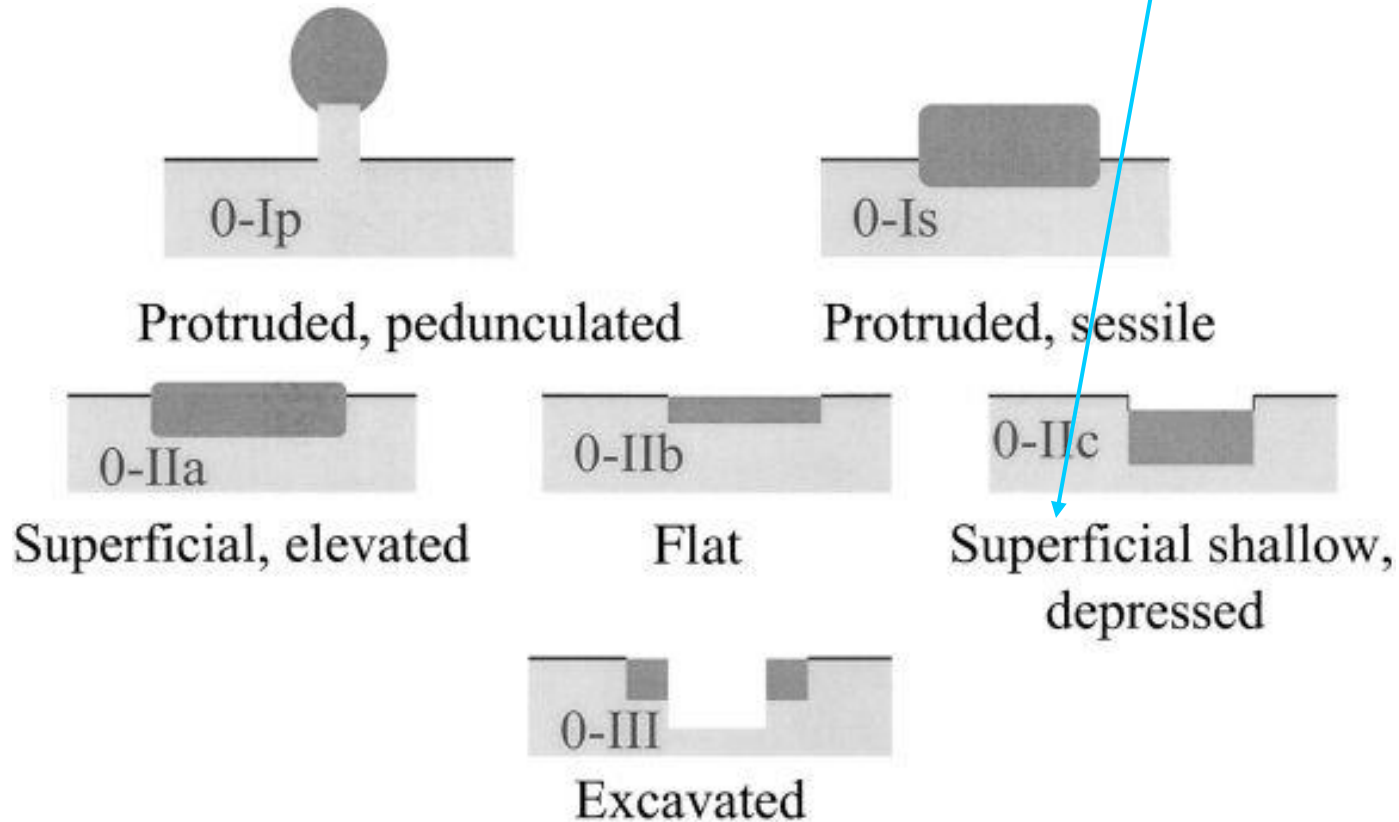 0-Ip
0-Is
Protruded, pedunculated
Protruded, sessile
0-IIa
0-IIb
0-IIc
Superficial, elevated
Flat
Superficial shallow,
depressed
0-III
Excavated